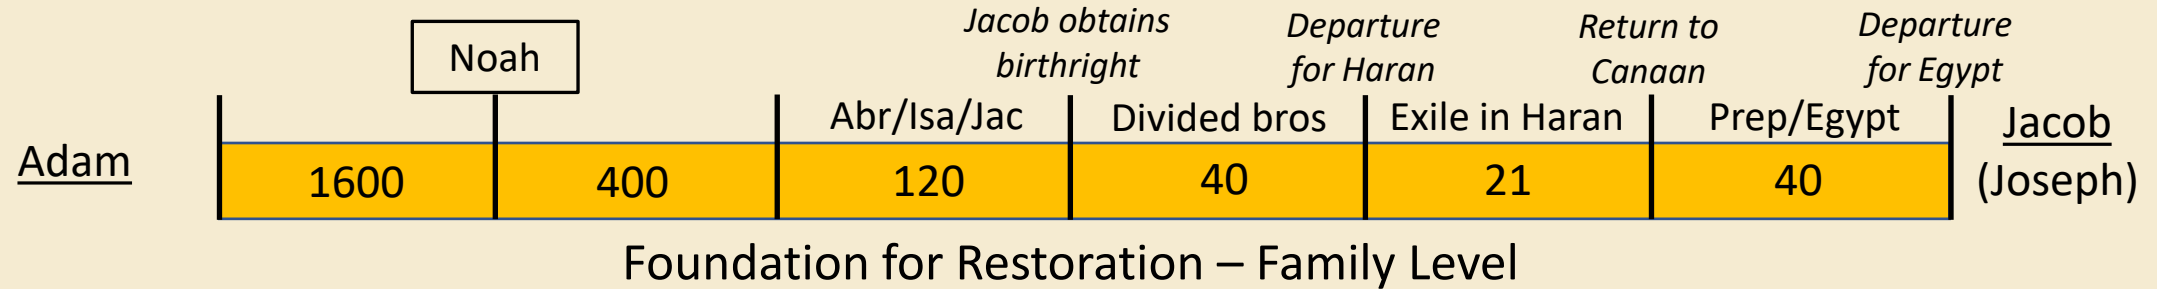 Noah
Jacob obtains
birthright
Departure
for Haran
Return to
Canaan
Departure
for Egypt
Abr/Isa/Jac
Divided bros
Exile in Haran
Prep/Egypt
Adam
1600
400
120
40
21
40
Jacob
(Joseph)
Foundation for Restoration – Family Level